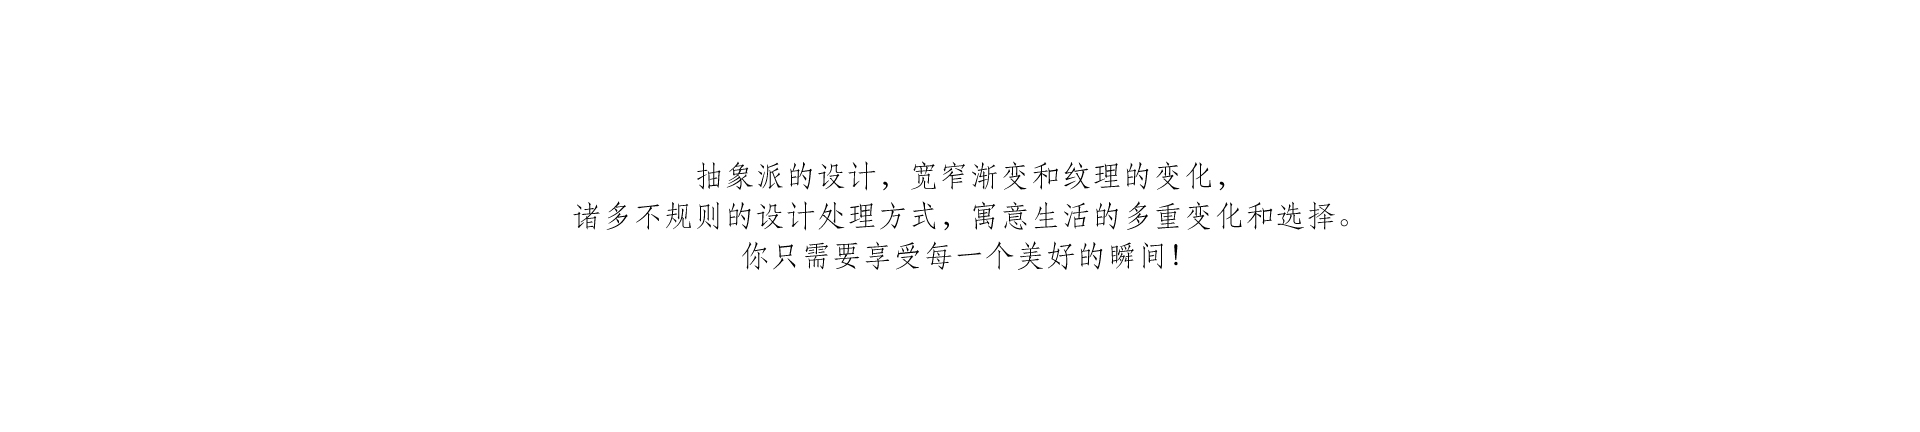 抽象派的设计，宽窄渐变和纹理的变化，
诸多不规则的设计处理方式，寓意生活的多重变化和选择。
你只需要享受每一个美好的瞬间！